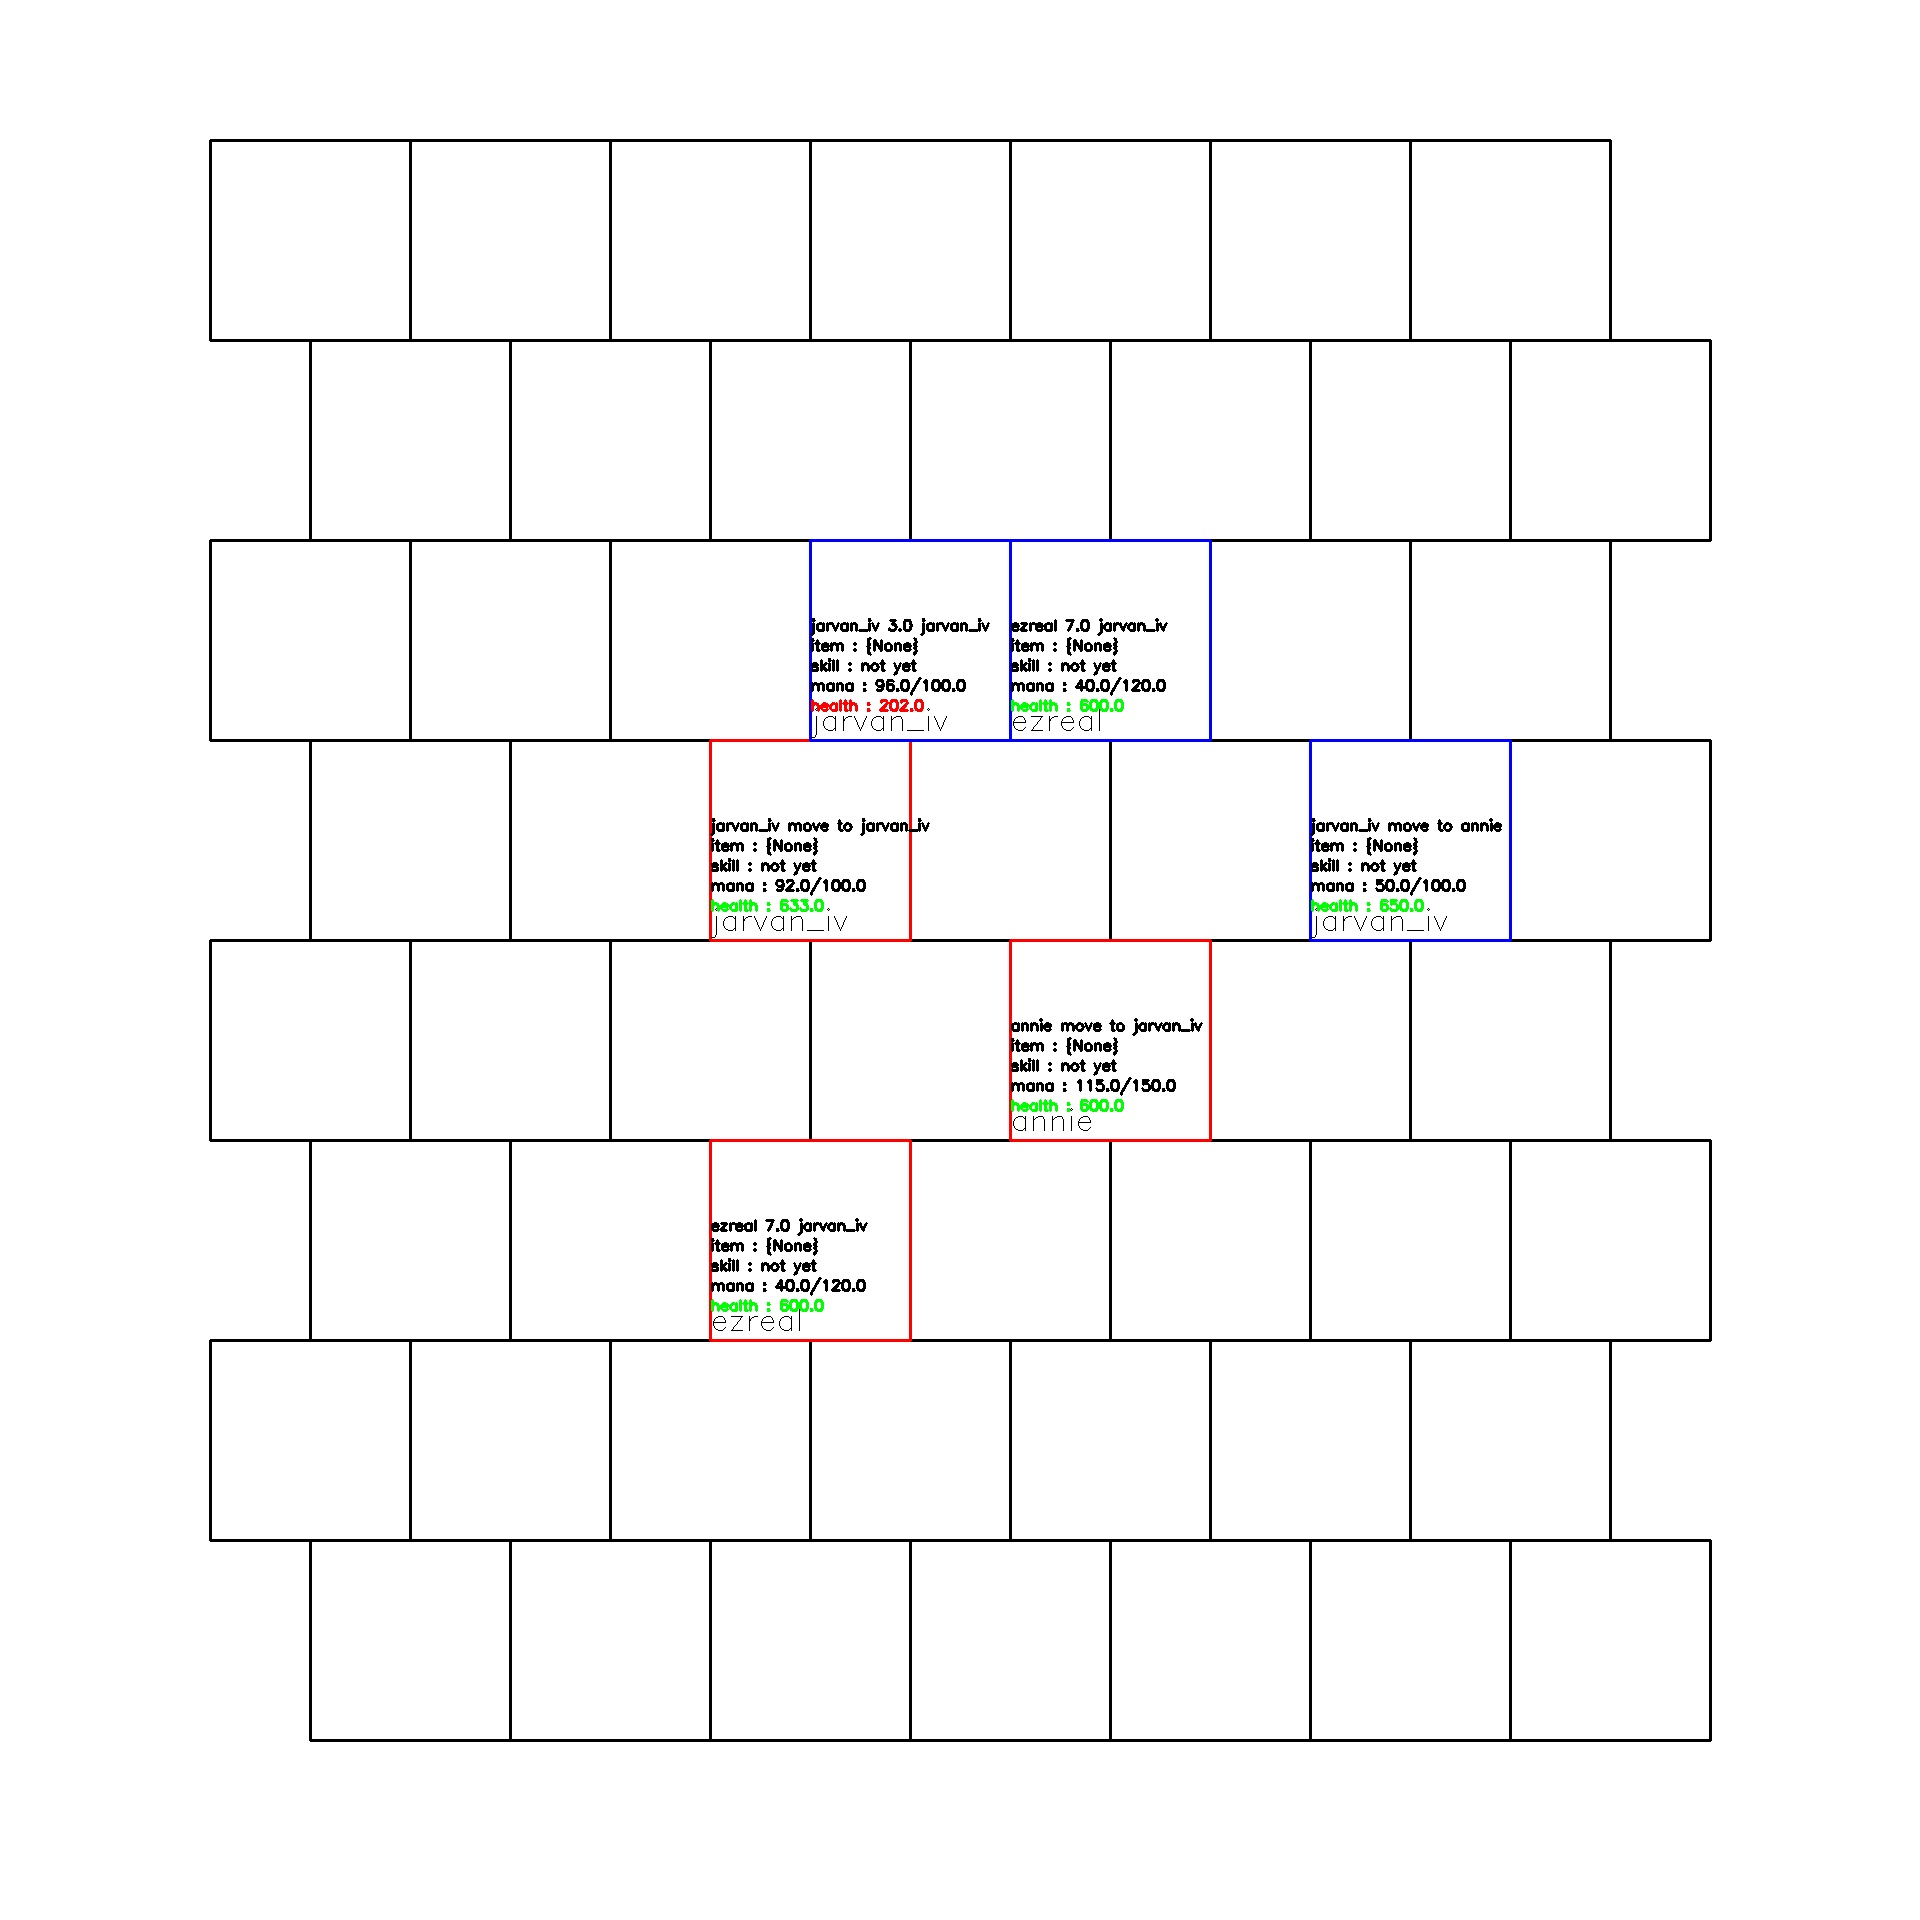 jarvan_iv 3.0 jarvan_iv
item : {None}
skill : not yet
mana : 96.0/100.0
health : 202.0
jarvan_iv
ezreal 7.0 jarvan_iv
item : {None}
skill : not yet
mana : 40.0/120.0
health : 600.0
ezreal
jarvan_iv move to jarvan_iv
item : {None}
skill : not yet
mana : 92.0/100.0
health : 633.0
jarvan_iv
jarvan_iv move to annie
item : {None}
skill : not yet
mana : 50.0/100.0
health : 650.0
jarvan_iv
annie move to jarvan_iv
item : {None}
skill : not yet
mana : 115.0/150.0
health : 600.0
annie
ezreal 7.0 jarvan_iv
item : {None}
skill : not yet
mana : 40.0/120.0
health : 600.0
ezreal